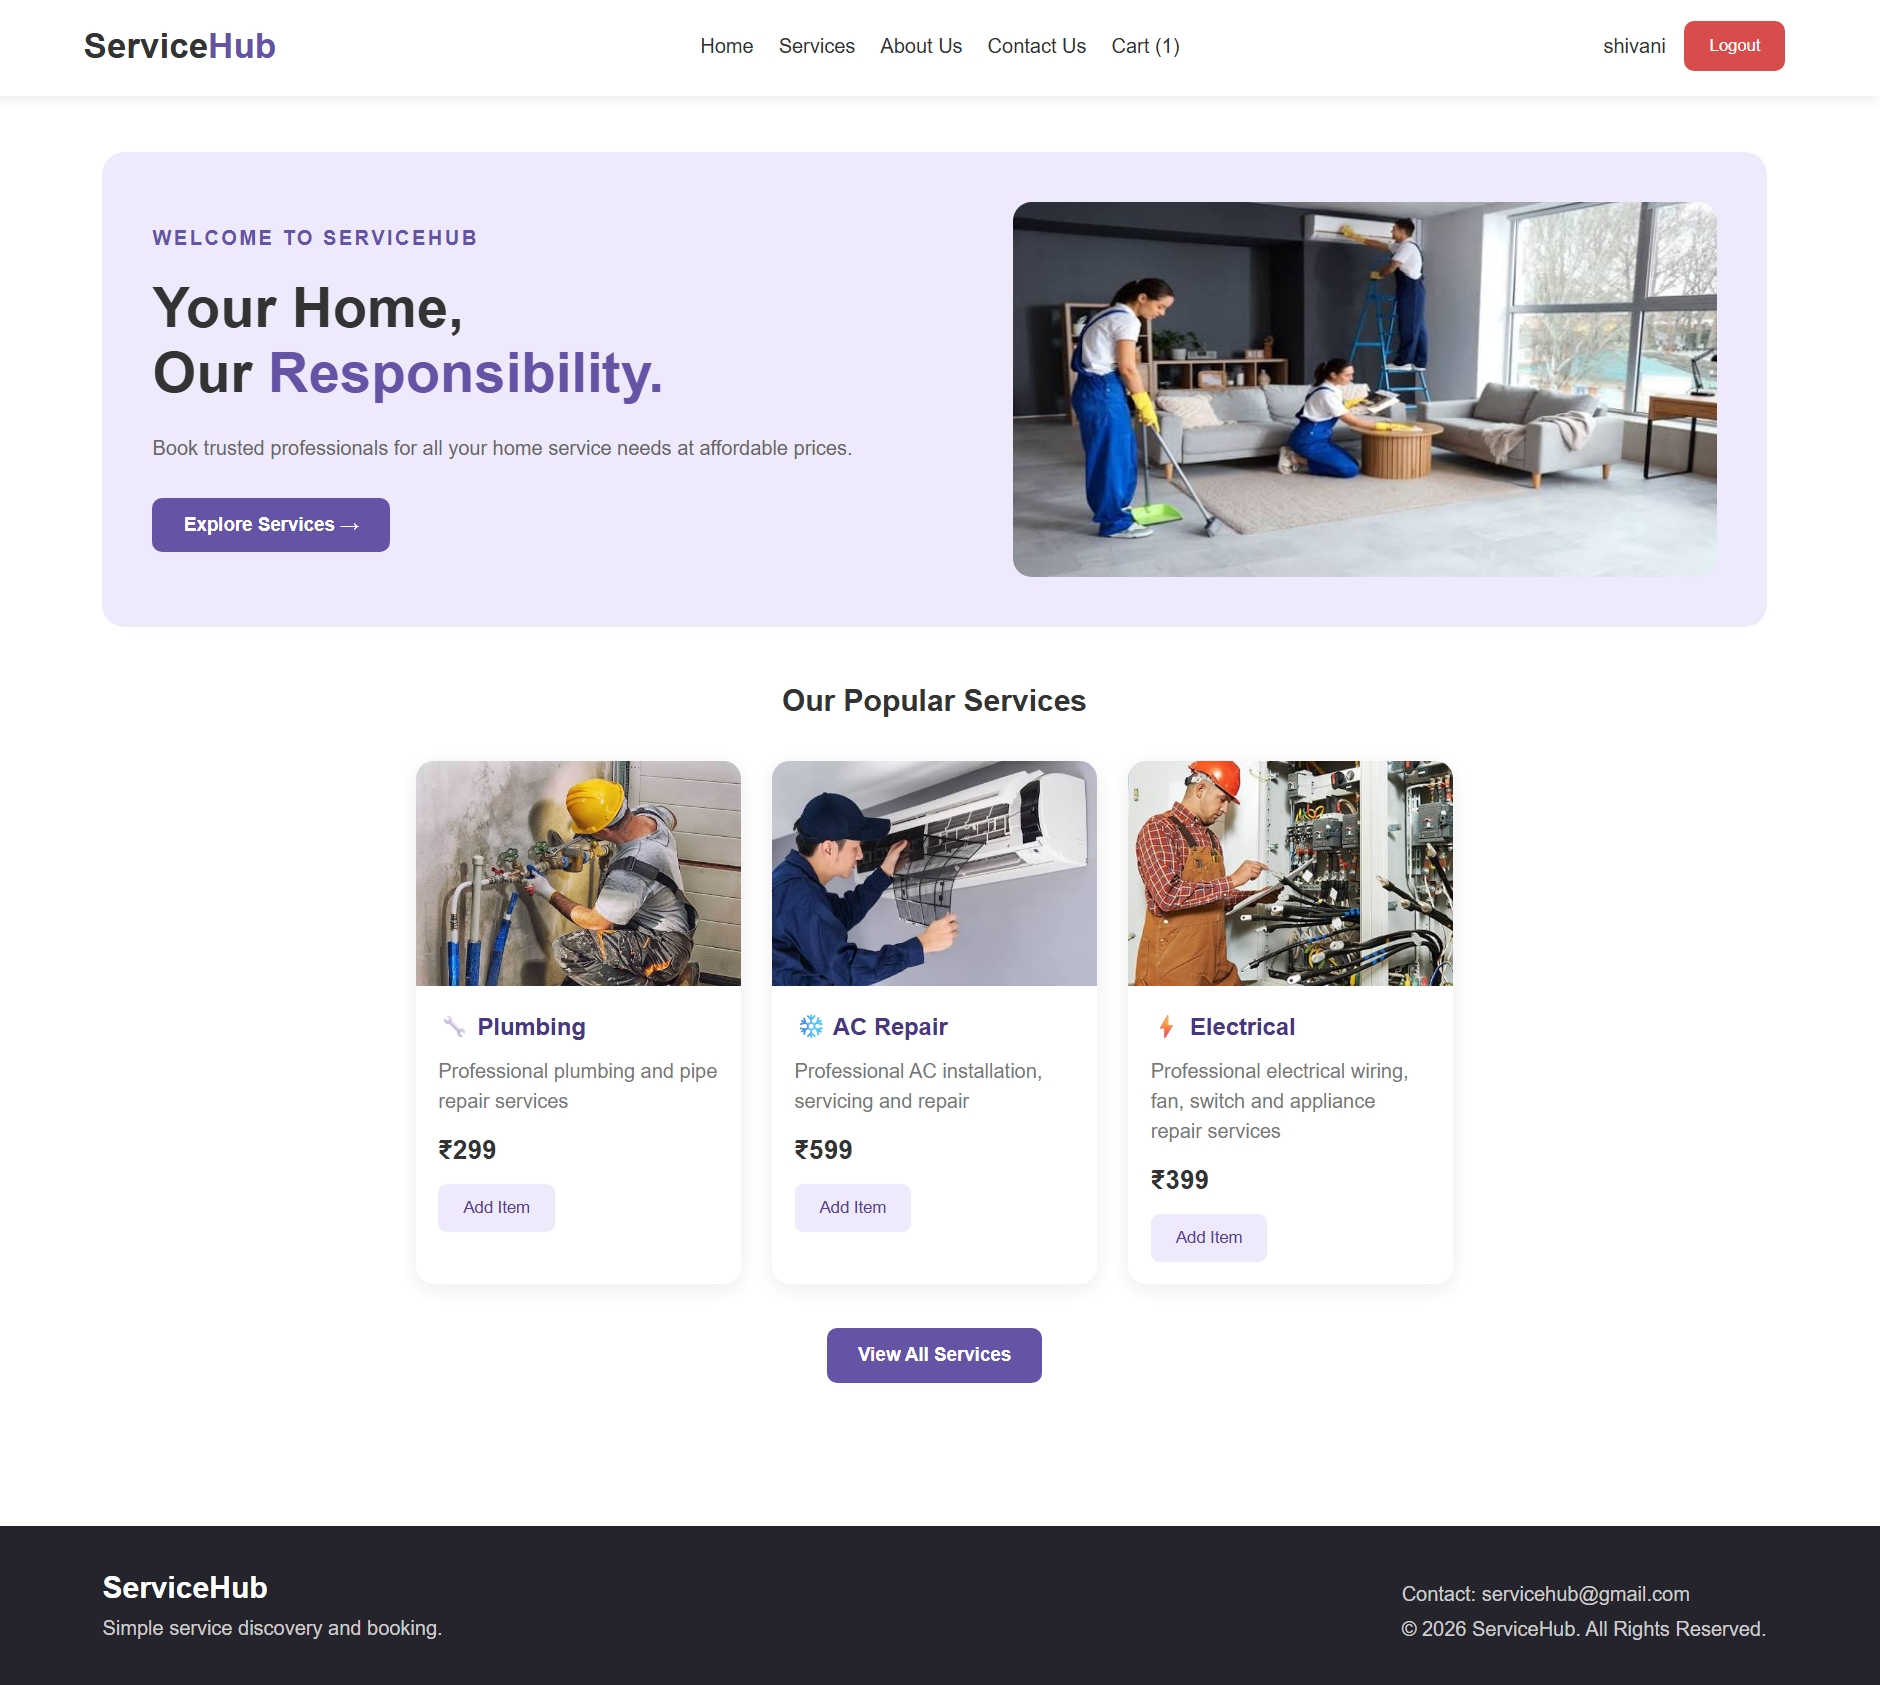 ServiceHub
Home Services About Us Contact Us Cart (1)
shivani Logout
WELCOME TO SERVICEHUB
Your Home,
Our Responsibility.
Book trusted professionals for all your home service needs at affordable prices.
Explore Services →
Our Popular Services
Plumbing
Professional plumbing and pipe
repair services
₹299
Add Item
AC Repair
Professional AC installation,
servicing and repair
₹599
Add Item
Electrical
Professional electrical wiring,
fan, switch and appliance
repair services
₹399
Add Item
View All Services
ServiceHub
Simple service discovery and booking.
Contact: servicehub@gmail.com
© 2026 ServiceHub. All Rights Reserved.